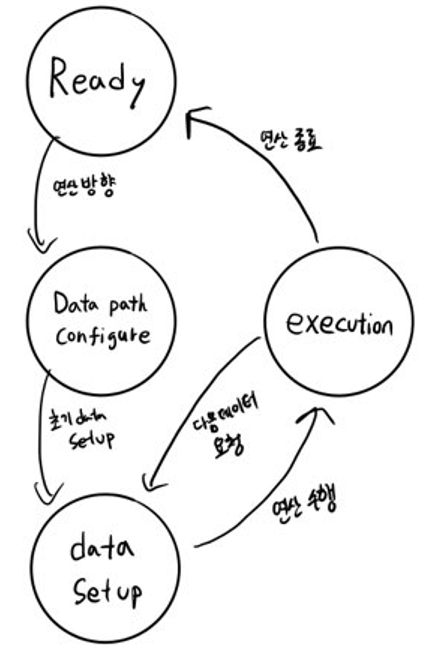 Ready
연산 종료
연산 방향
Data path
Configure
execution
초기 data
Setup
다음 데이터
요청
연산 수행
data
Setup